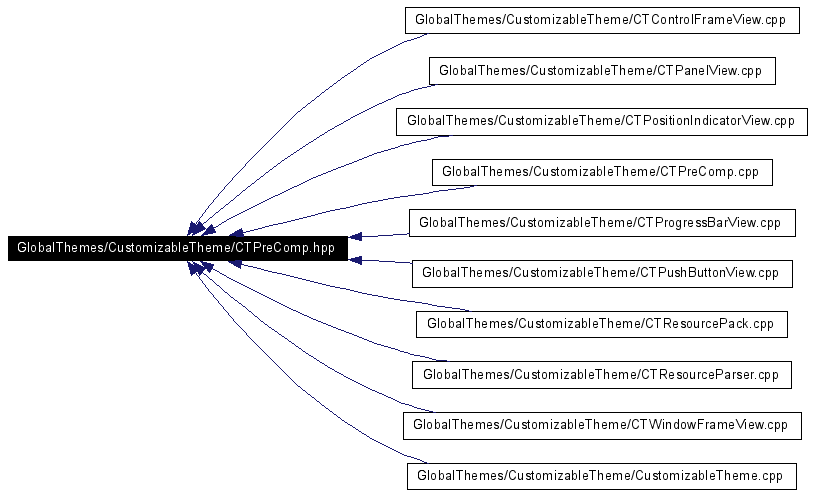 GlobalThemes/CustomizableTheme/CTControlFrameView.cpp
GlobalThemes/CustomizableTheme/CTPanelView.cpp
GlobalThemes/CustomizableTheme/CTPositionIndicatorView.cpp
GlobalThemes/CustomizableTheme/CTPreComp.cpp
GlobalThemes/CustomizableTheme/CTProgressBarView.cpp
GlobalThemes/CustomizableTheme/CTPreComp.hpp
GlobalThemes/CustomizableTheme/CTPushButtonView.cpp
GlobalThemes/CustomizableTheme/CTResourcePack.cpp
GlobalThemes/CustomizableTheme/CTResourceParser.cpp
GlobalThemes/CustomizableTheme/CTWindowFrameView.cpp
GlobalThemes/CustomizableTheme/CustomizableTheme.cpp